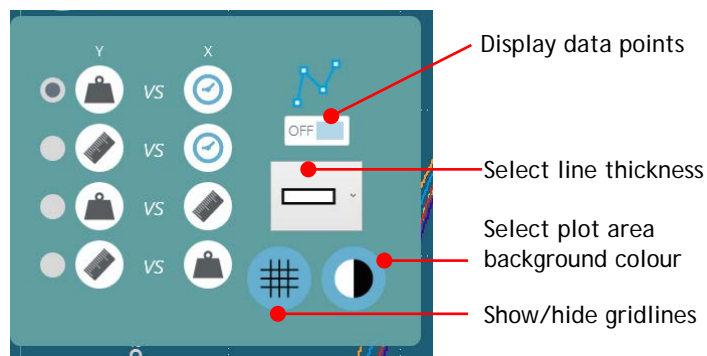 Y X
VS
VS
VS
VS
OFF
Display data points
Select line thickness
Select plot area
background colour
Show/hide gridlines